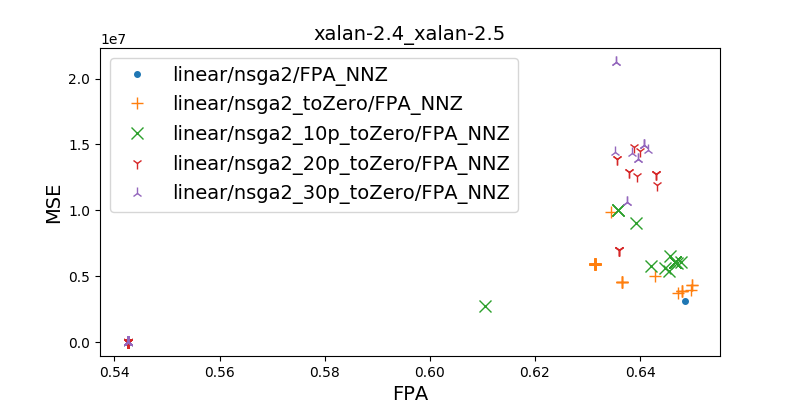 xalan-2.4_xalan-2.5
1e7
linear/nsga2/FPA_NNZ
linear/nsga2_toZero/FPA_NNZ
linear/nsga2_10p_toZero/FPA_NNZ
linear/nsga2_20p_toZero/FPA_NNZ
linear/nsga2_30p_toZero/FPA_NNZ
MSE
2.0
1.5
1.0
0.5
0.0
0.54 0.56 0.58 0.60 0.62 0.64
FPA